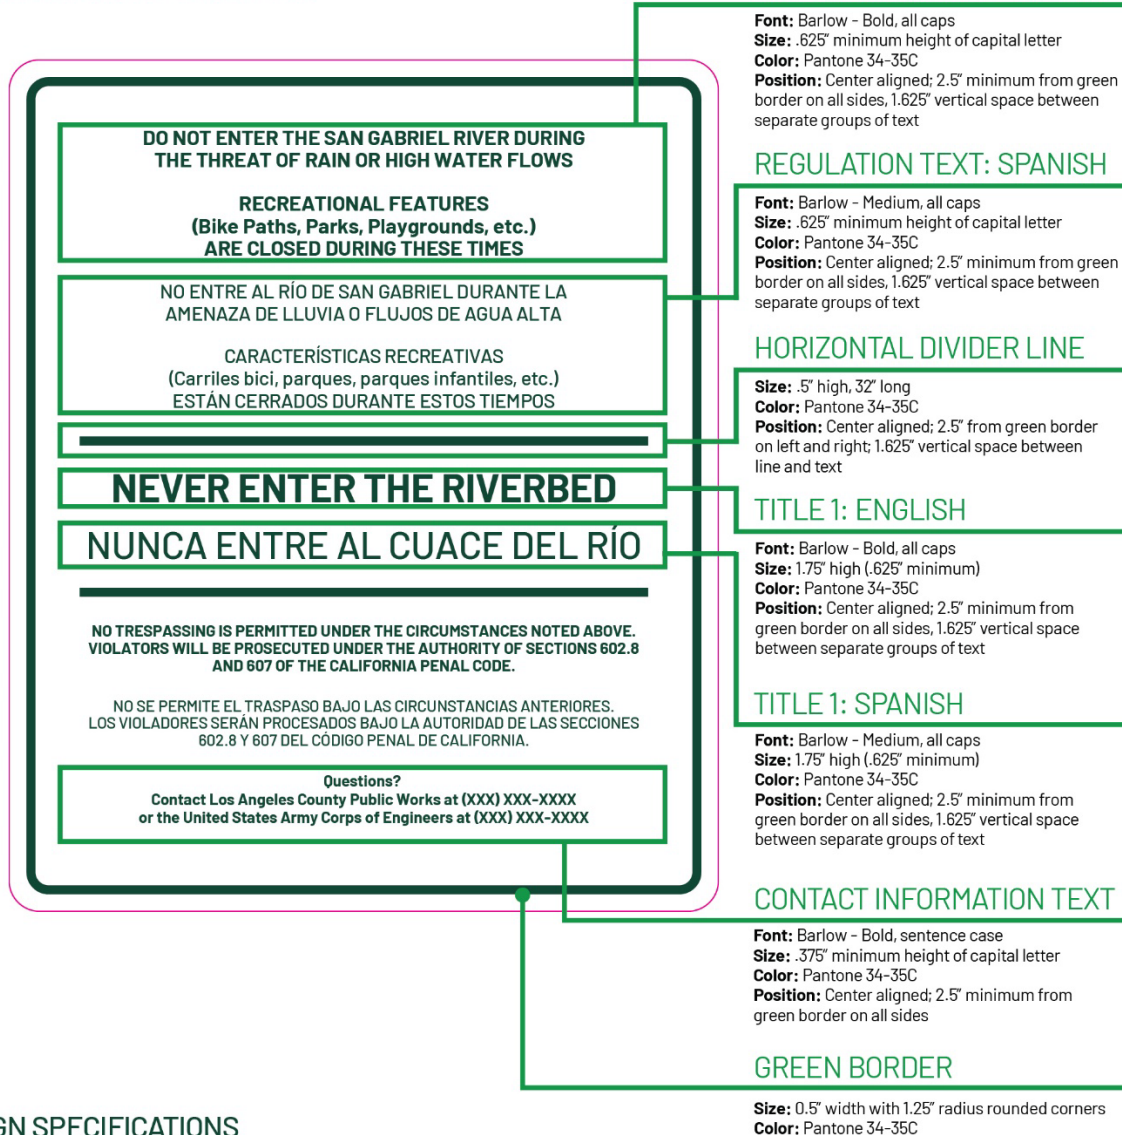 DO NOT ENTER THE SAN GABRIEL RIVER DURING
THE THREAT OF RAIN OR HIGH WATER FLOWS
RECREATIONAL FEATURES
(Bike Paths, Parks, Playgrounds, etc.)
ARE CLOSED DURING THESE TIMES
NO ENTRE AL RÍO DE SAN GABRIEL DURANTE LA
AMENAZA DE LLUVIA O FLUJOS DE AGUA ALTA
CARACTERÍSTICAS RECREATIVAS
(Carriles bici, parques, parques infantiles, etc.)
ESTÁN CERRADOS DURANTE ESTOS TIEMPOS
NEVER ENTER THE RIVERBED
NUNCA ENTRE AL CUACE DEL RÍO
NO TRESPASSING IS PERMITTED UNDER THE CIRCUMSTANCES NOTED ABOVE.
VIOLATORS WILL BE PROSECUTED UNDER THE AUTHORITY OF SECTIONS 602.8
AND 607 OF THE CALIFORNIA PENAL CODE.
NO SE PERMITE EL TRASPASO BAJO LAS CIRCUNSTANCIAS ANTERIORES.
LOS VIOLADORES SERÁN PROCESADOS BAJO LA AUTORIDAD DE LAS SECCIONES
602.8 Y 607 DEL CÓDIGO PENAL DE CALIFORNIA.
Questions?
Contact Los Angeles County Public Works at (XXX) XXX-XXXX
or the United States Army Corps of Engineers at (XXX) XXX-XXXX
Font: Barlow - Bold, all caps
Size: .625" minimum height of capital letter
Color: Pantone 34-35C
Position: Center aligned; 2.5" minimum from green
border on all sides, 1.625" vertical space between
separate groups of text
REGULATION TEXT: SPANISH
Font: Barlow - Medium, all caps
Size: .625" minimum height of capital letter
Color: Pantone 34-35C
Position: Center aligned; 2.5" minimum from green
border on all sides, 1.625" vertical space between
separate groups of text
HORIZONTAL DIVIDER LINE
Size: .5" high, 32" long
Color: Pantone 34-35C
Position: Center aligned; 2.5" from green border
on left and right; 1.625" vertical space between
line and text
TITLE 1: ENGLISH
Font: Barlow - Bold, all caps
Size: 1.75" high (.625" minimum)
Color: Pantone 34-35C
Position: Center aligned; 2.5" minimum from
green border on all sides, 1.625" vertical space
between separate groups of text
TITLE 1: SPANISH
Font: Barlow - Medium, all caps
Size: 1.75" high (.625" minimum)
Color: Pantone 34-35C
Position: Center aligned; 2.5" minimum from
green border on all sides, 1.625" vertical space
between separate groups of text
CONTACT INFORMATION TEXT
Font: Barlow - Bold, sentence case
Size: .375" minimum height of capital letter
Color: Pantone 34-35C
Position: Center aligned; 2.5" minimum from
green border on all sides
GREEN BORDER
Size: 0.5" width with 1.25" radius rounded corners
Color: Pantone 34-35C
GN SPECIFICATIONS